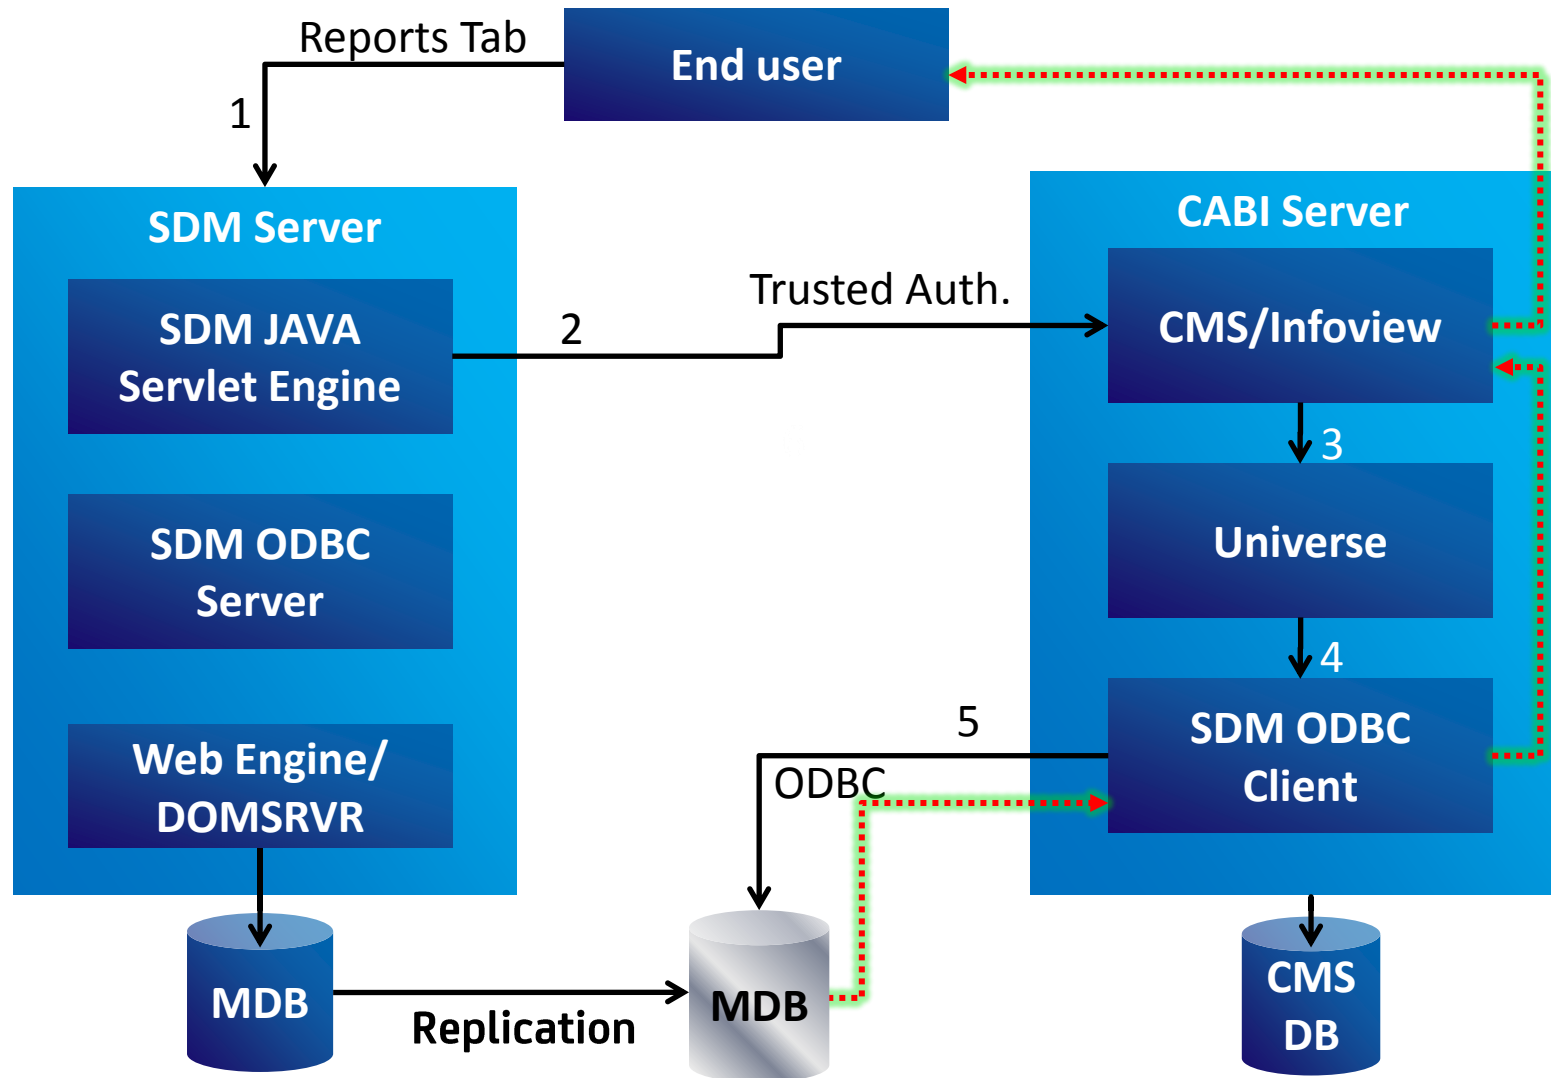 Reports Tab
End user
1
SDM Server
CABI Server
SDM JAVA
Servlet Engine
2
Trusted Auth.
CMS/Infoview
3
SDM ODBC
Server
Universe
4
Web Engine/
DOMSRVR
5
ODBC
SDM ODBC
Client
MDB
Replication
MDB
CMS
DB